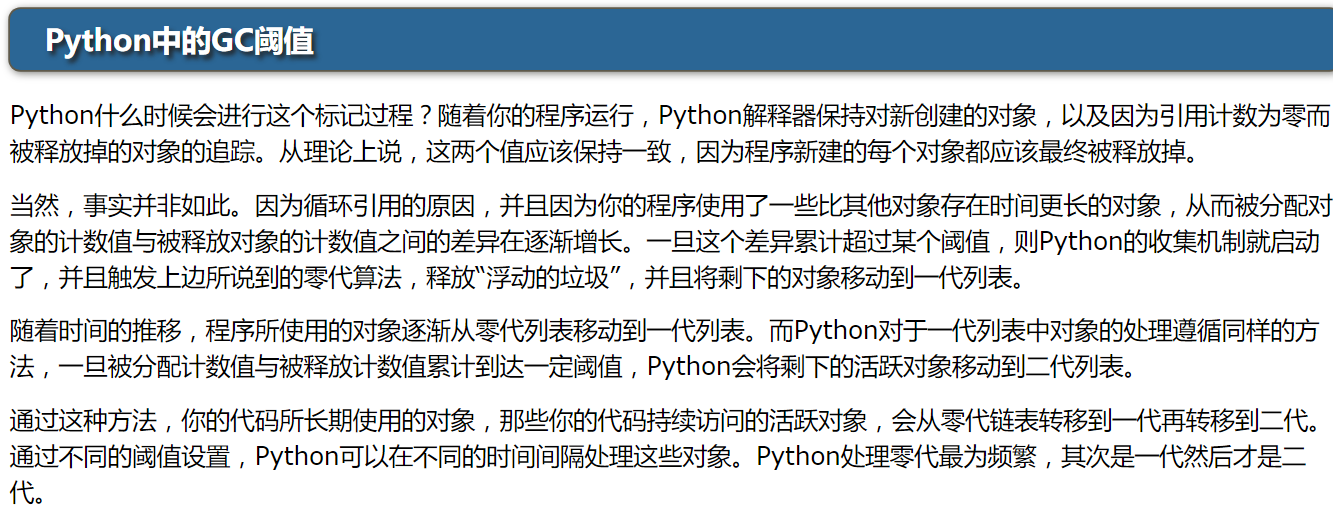 Python中的GC阈值
Python什么时候会进行这个标记过程？随着你的程序运行，Python解释器保持对新创建的对象，以及因为引用计数为零而
被释放掉的对象的追踪。从理论上说，这两个值应该保持一致，因为程序新建的每个对象都应该最终被释放掉。
当然，事实并非如此。因为循环引用的原因，并且因为你的程序使用了一些比其他对象存在时间更长的对象，从而被分配对
象的计数值与被释放对象的计数值之间的差异在逐渐增长。一旦这个差异累计超过某个阈值，则Python的收集机制就启动
了，并且触发上边所说到的零代算法，释放“浮动的垃圾”，并且将剩下的对象移动到一代列表。
随着时间的推移，程序所使用的对象逐渐从零代列表移动到一代列表。而Python对于一代列表中对象的处理遵循同样的方
法，一旦被分配计数值与被释放计数值累计到达一定阈值，Python会将剩下的活跃对象移动到二代列表。
通过这种方法，你的代码所长期使用的对象，那些你的代码持续访问的活跃对象，会从零代链表转移到一代再转移到二代。
通过不同的阈值设置，Python可以在不同的时间间隔处理这些对象。Python处理零代最为频繁，其次是一代然后才是二
代。